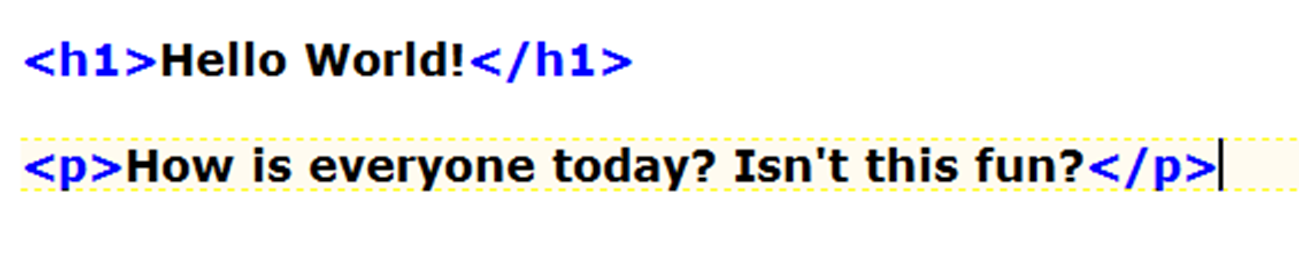 <h1>Hello World!</h1>
<p>How is everyone today? Isn't this fun?</p>